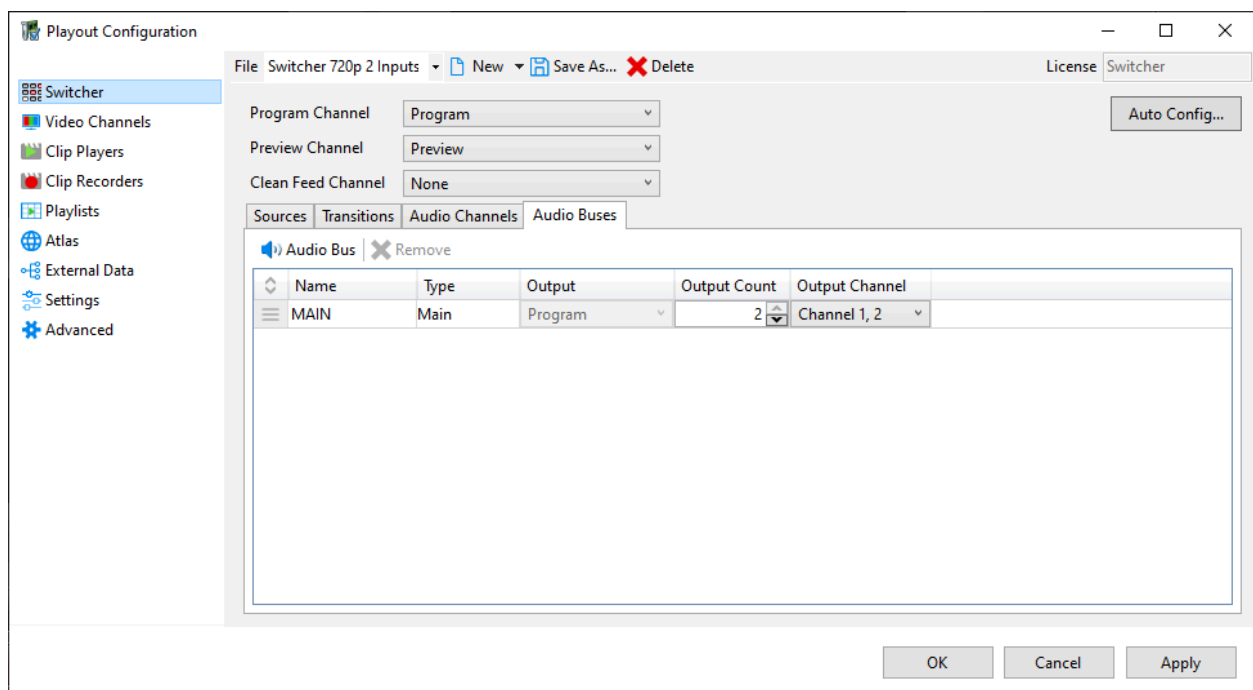 Playout Configuration
File Switcher 720p 2 Inputs New Save As... Delete License Switcher
Switcher
Video Channels
Clip Players
Clip Recorders
Playlists
Atlas
External Data
Settings
Advanced
Program Channel Program Auto Config...
Preview Channel Preview
Clean Feed Channel None
Sources Transitions Audio Channels Audio Buses
Audio Bus Remove
Name Type Output Output Count Output Channel
MAIN Main Program 2 Channel 1, 2
OK Cancel Apply